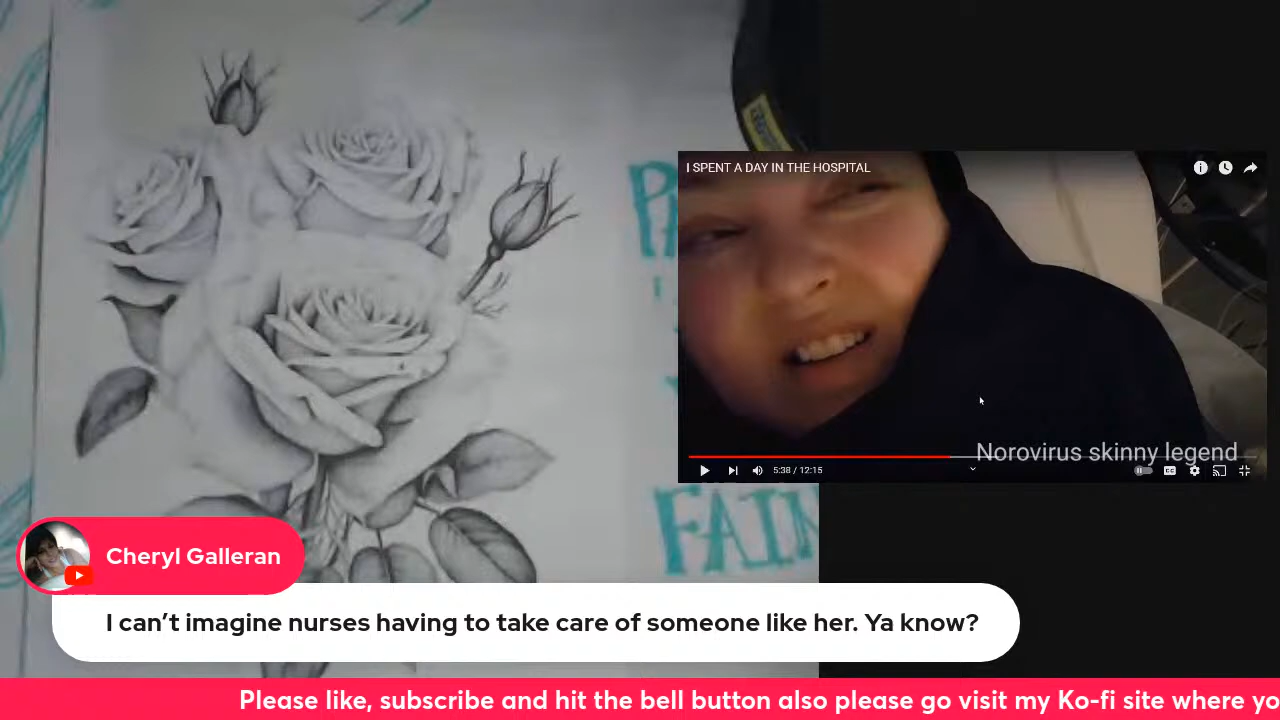 I SPENT A DAY IN THE HOSPITAL
Norovirus skinny legend
5:38 / 12:15
FAIN
Cheryl Galleran
I can’t imagine nurses having to take care of someone like her. Ya know?
Please like, subscribe and hit the bell button also please go visit my Ko-fi site where yo